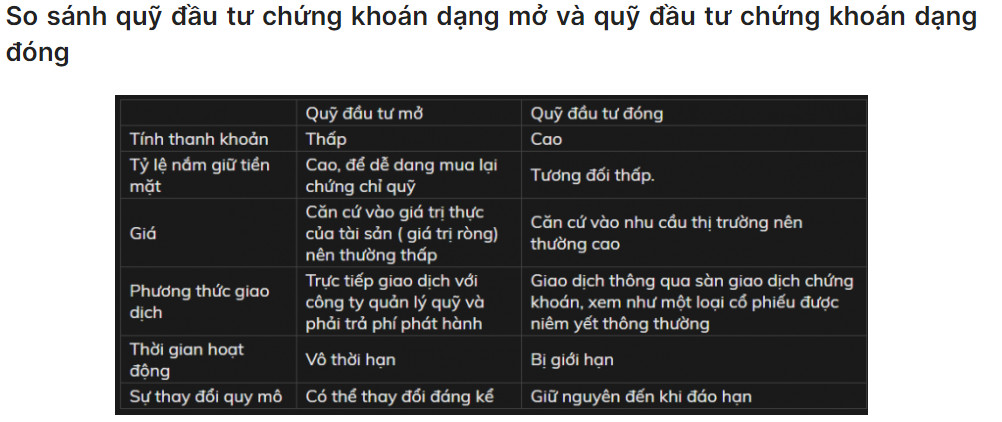 So sánh quỹ đầu tư chứng khoán dạng mở và quỹ đầu tư chứng khoán dạng
đóng
Quỹ đầu tư mở
Quỹ đầu tư đóng
Tính thanh khoản
Thấp
Cao
Tỷ lệ nắm giữ tiền
mặt
Cao, để dễ dang mua lại
chứng chỉ quỹ
Tương đối thấp.
Giá
Căn cứ vào giá trị thực
của tài sản ( giá trị ròng)
nên thường thấp
Căn cứ vào nhu cầu thị trường nên
thường cao
Phương thức giao
dịch
Trực tiếp giao dịch với
công ty quản lý quỹ và
phải trả phí phát hành
Giao dịch thông qua sàn giao dịch chứng
khoán, xem như một loại cổ phiếu được
niêm yết thông thường
Thời gian hoạt
động
Vô thời hạn
Bị giới hạn
Sự thay đổi quy mô
Có thể thay đổi đáng kể
Giữ nguyên đến khi đáo hạn